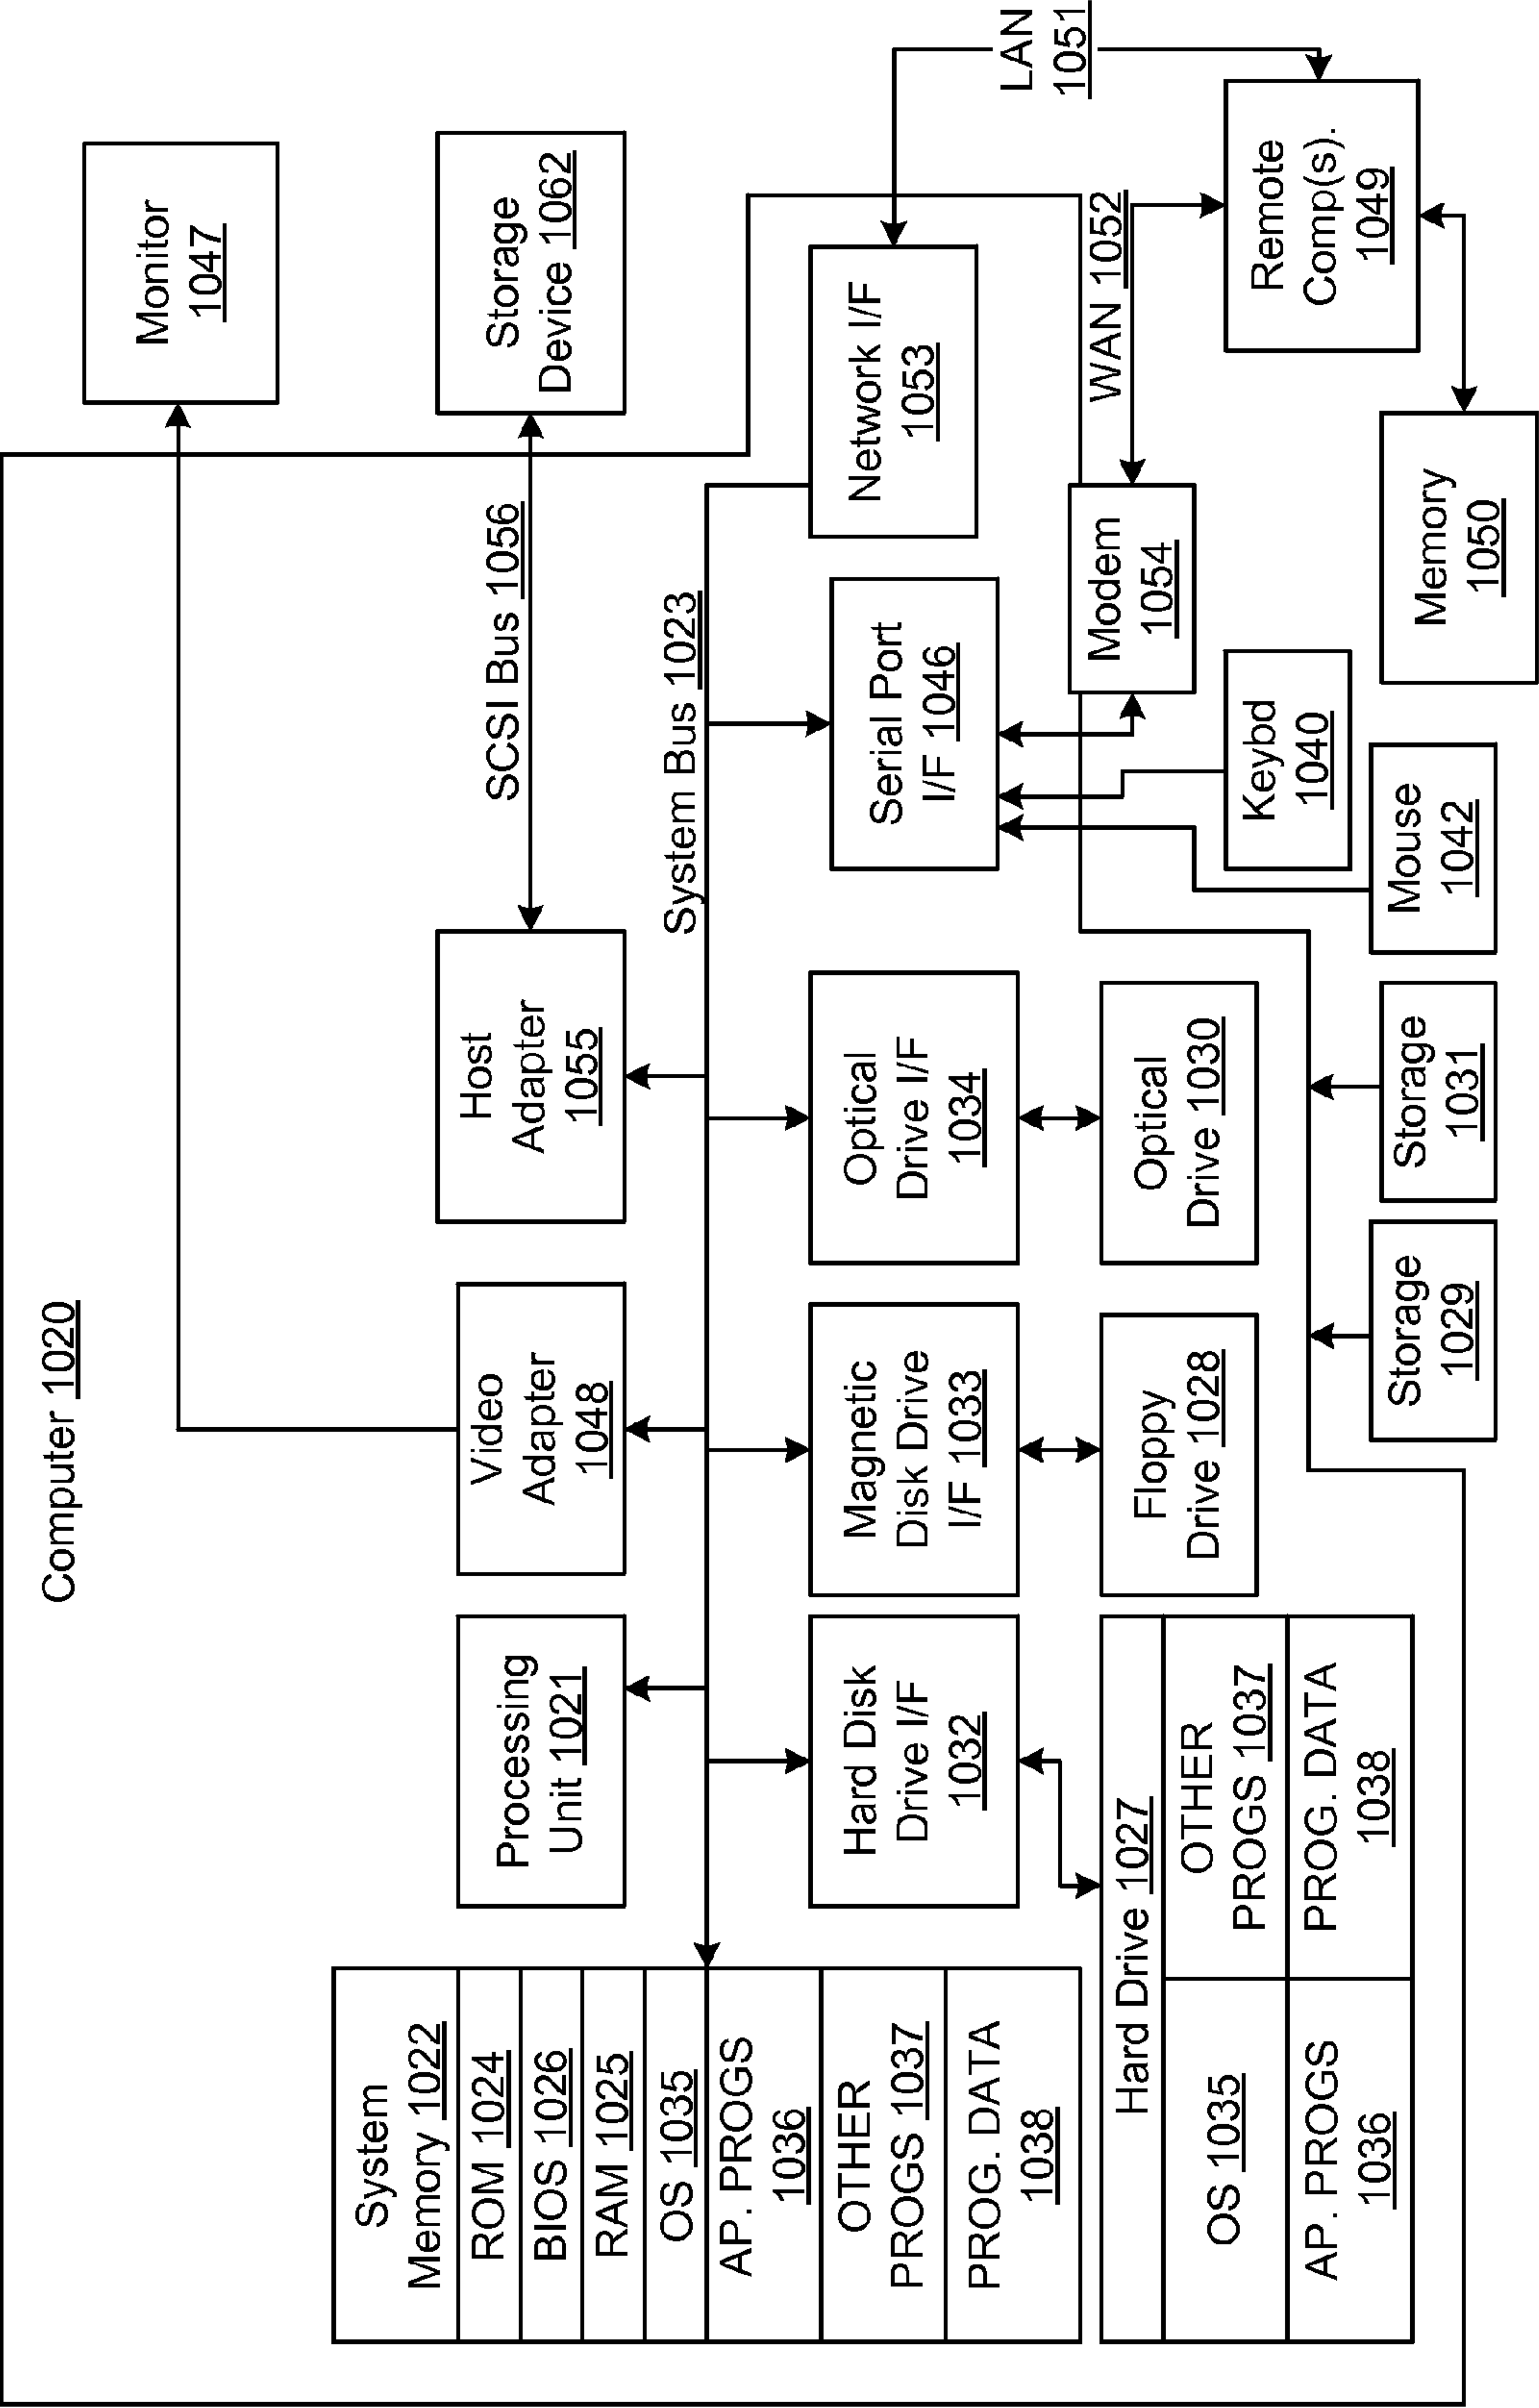 Computer 1020
Monitor
1047
System
Memory 1022
ROM 1024
BIOS 1026
RAM 1025
OS 1035
AP. PROGS
1036
OTHER
PROGS 1037
PROG. DATA
1038
Processing
Unit 1021
Video
Adapter
1048
Host
Adapter
1055
SCSI Bus 1056
Storage
Device 1062
System Bus 1023
Hard Disk
Drive I/F
1032
Magnetic
Disk Drive
I/F 1033
Optical
Drive I/F
1034
Serial Port
I/F 1046
Network I/F
1053
LAN
1051
Hard Drive 1027
OS 1035
OTHER
PROGS 1037
AP. PROGS
1036
PROG. DATA
1038
Floppy
Drive 1028
Optical
Drive 1030
Modem
1054
WAN 1052
Keybd
1040
Remote
Comp(s).
1049
Storage
1029
Storage
1031
Mouse
1042
Memory
1050